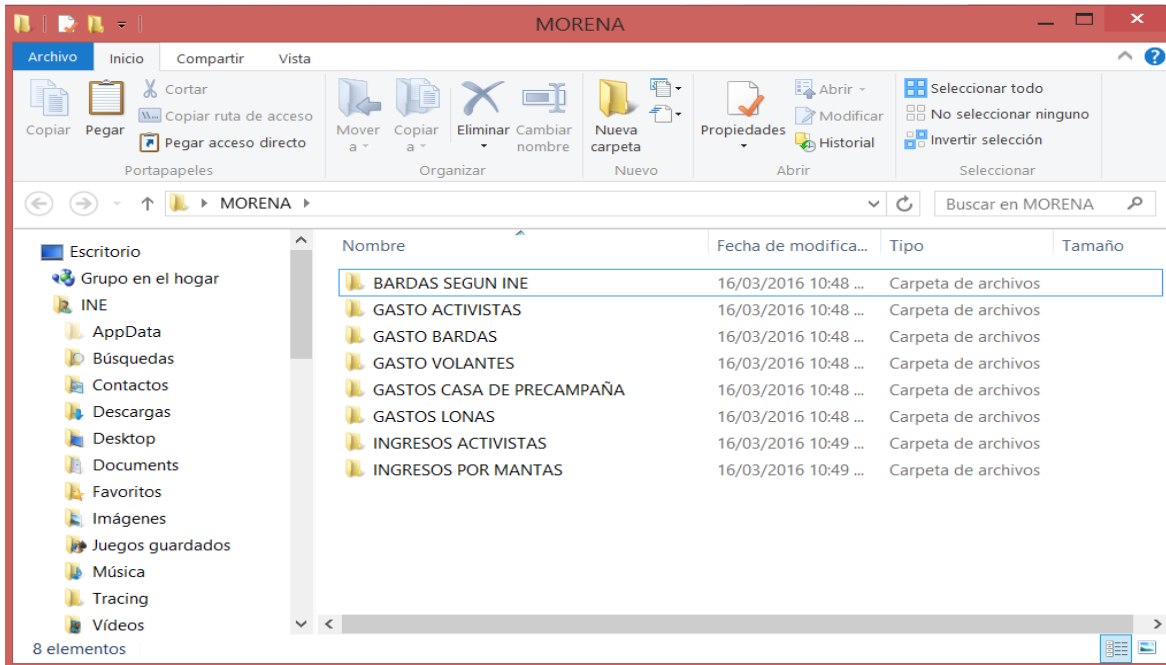 MORENA
Archivo Inicio Compartir Vista
Copiar
Pegar
Cortar
Copiar ruta de acceso
Pegar acceso directo
Portapapeles
Mover a
Copiar a
Eliminar
Cambiar nombre
Organizar
Nueva carpeta
Nuevo
Propiedades
Abrir
Modificar
Historial
Abrir
Seleccionar todo
No seleccionar ninguno
Invertir selección
Seleccionar
MORENA
Buscar en MORENA
Escritorio
Grupo en el hogar
INE
AppData
Búsquedas
Contactos
Descargas
Desktop
Documents
Favoritos
Imágenes
Juegos guardados
Música
Tracing
Vídeos
Nombre Fecha de modifica... Tipo Tamaño
BARDAS SEGUN INE 16/03/2016 10:48 ... Carpeta de archivos
GASTO ACTIVISTAS 16/03/2016 10:48 ... Carpeta de archivos
GASTO BARDAS 16/03/2016 10:48 ... Carpeta de archivos
GASTO VOLANTES 16/03/2016 10:48 ... Carpeta de archivos
GASTOS CASA DE PRECAMPAÑA 16/03/2016 10:48 ... Carpeta de archivos
GASTOS LONAS 16/03/2016 10:48 ... Carpeta de archivos
INGRESOS ACTIVISTAS 16/03/2016 10:49 ... Carpeta de archivos
INGRESOS POR MANTAS 16/03/2016 10:49 ... Carpeta de archivos
8 elementos